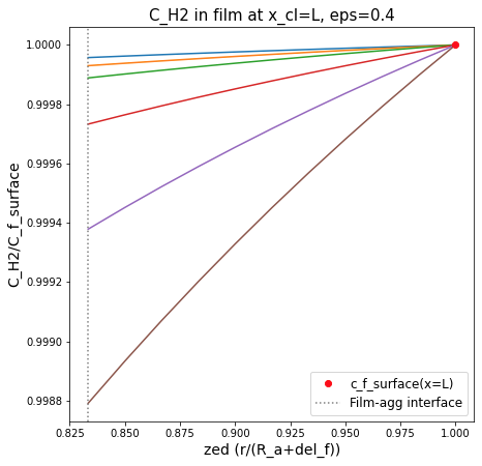 C_H2 in film at x_cl=L, eps=0.4
C_H2/C_f_surface
1.0000
0.9998
0.9996
0.9994
0.9992
0.9990
0.9988
c_f_surface(x=L)
Film-agg interface
0.825 0.850 0.875 0.900 0.925 0.950 0.975 1.000
zed (r/(R_a+del_f))